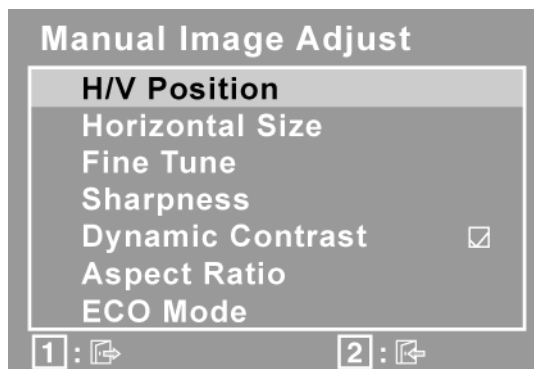 Manual Image Adjust
H/V Position
Horizontal Size
Fine Tune
Sharpness
Dynamic Contrast
Aspect Ratio
ECO Mode
1 : 2 :